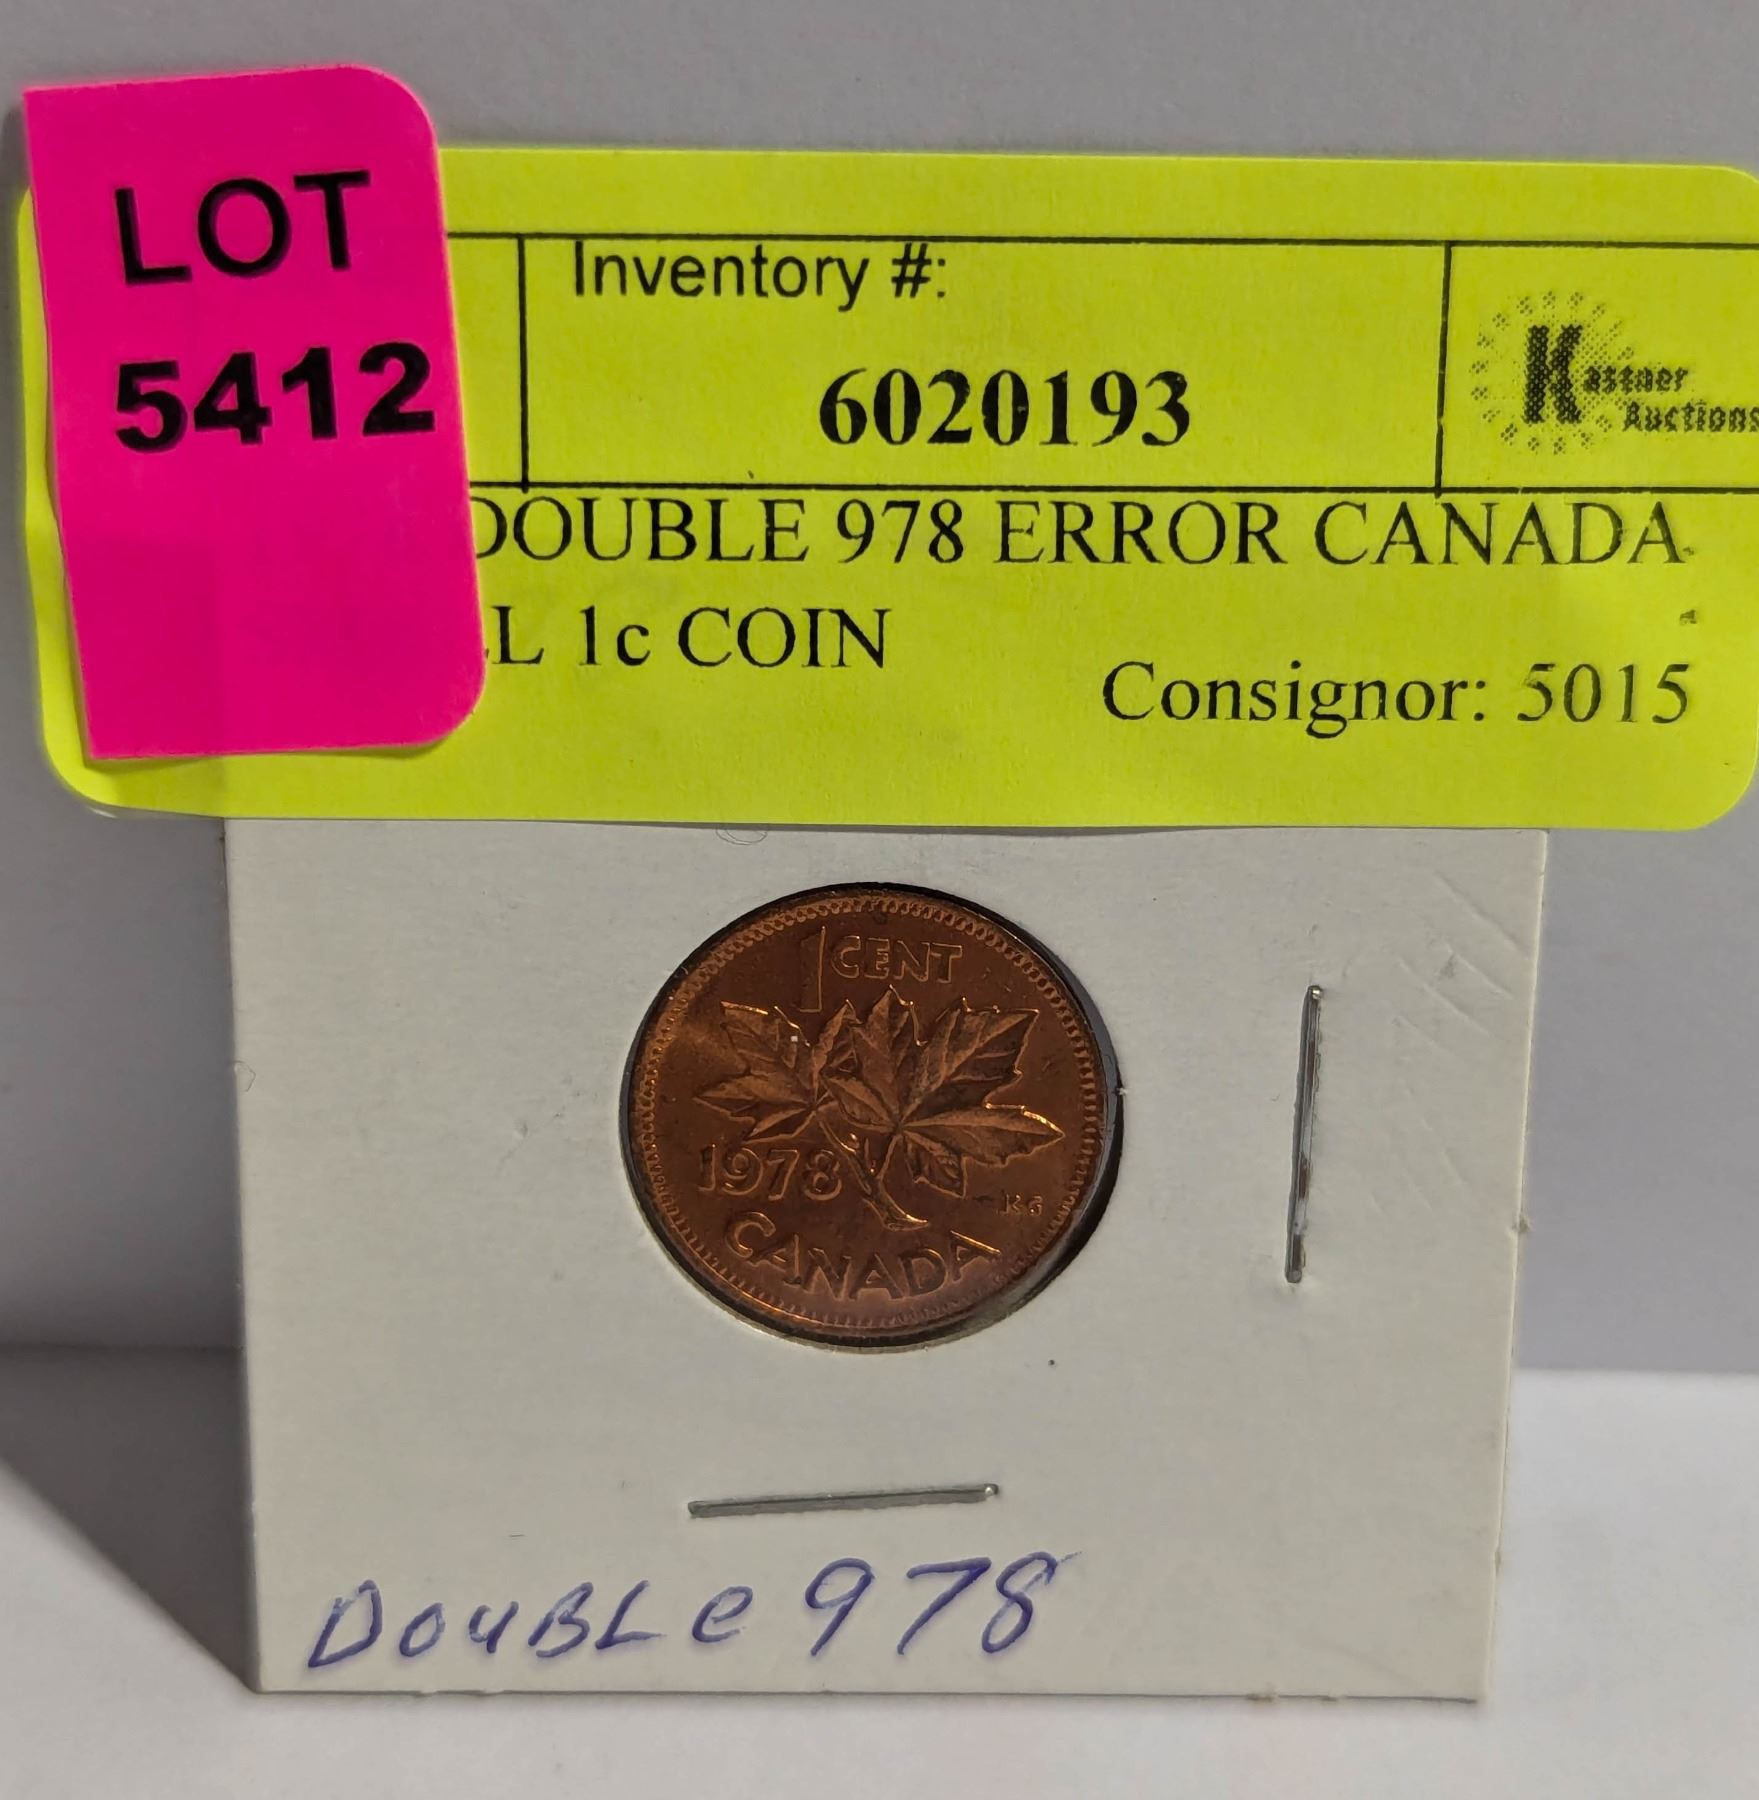 LOT
5412
Inventory #:
6020193
Kastner
Auctions
DOUBLE 978 ERROR CANADA
LL 1c COIN
Consignor: 5015
1 CENT
1978
KG
CANADA
DOUBLe 978